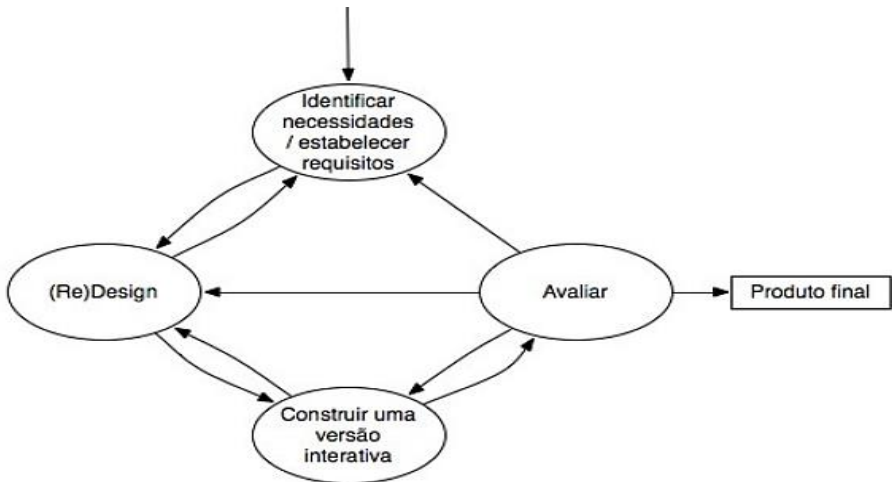 Identificar
necessidades
/ estabelecer
requisitos
(Re)Design
Avaliar
Produto final
Construir uma
versão
interativa